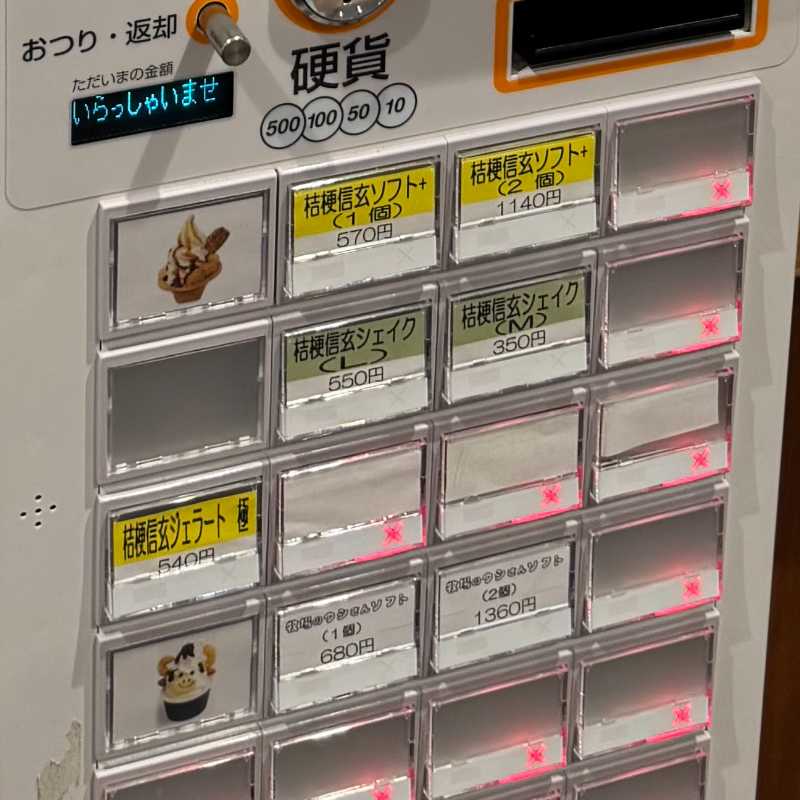 おつり・返却
ただいまの金額
いらっしゃいませ
硬貨
500 100 50 10
桔梗信玄ソフト+
(1 個)
570円
桔梗信玄ソフト+
(2 個)
1140円
桔梗信玄シェイク
(L)
550円
桔梗信玄シェイク
(M)
350円
桔梗信玄ジェラート 極
540円
牧場のウシさんソフト
(1個)
680円
牧場のウシさんソフト
(2個)
1360円